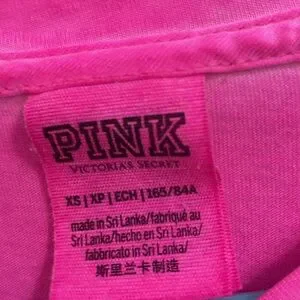 PINK
VICTORIA'S SECRET
XS | XP | ECH | 165/84A
made in Sri Lanka/fabriqué au
Sri Lanka/hecho en Sri Lanka/
fabbricato in Sri Lanka/
斯里兰卡制造